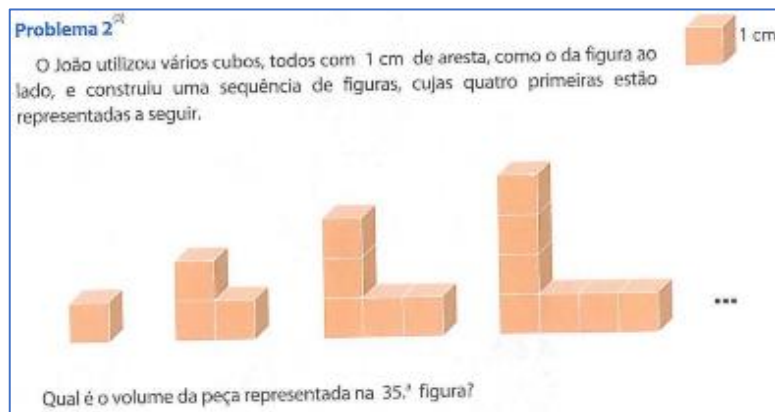 Problema 2⁽²⁾
1 cm
O João utilizou vários cubos, todos com 1 cm de aresta, como o da figura ao
lado, e construiu uma sequência de figuras, cujas quatro primeiras estão
representadas a seguir.
...
Qual é o volume da peça representada na 35.ª figura?